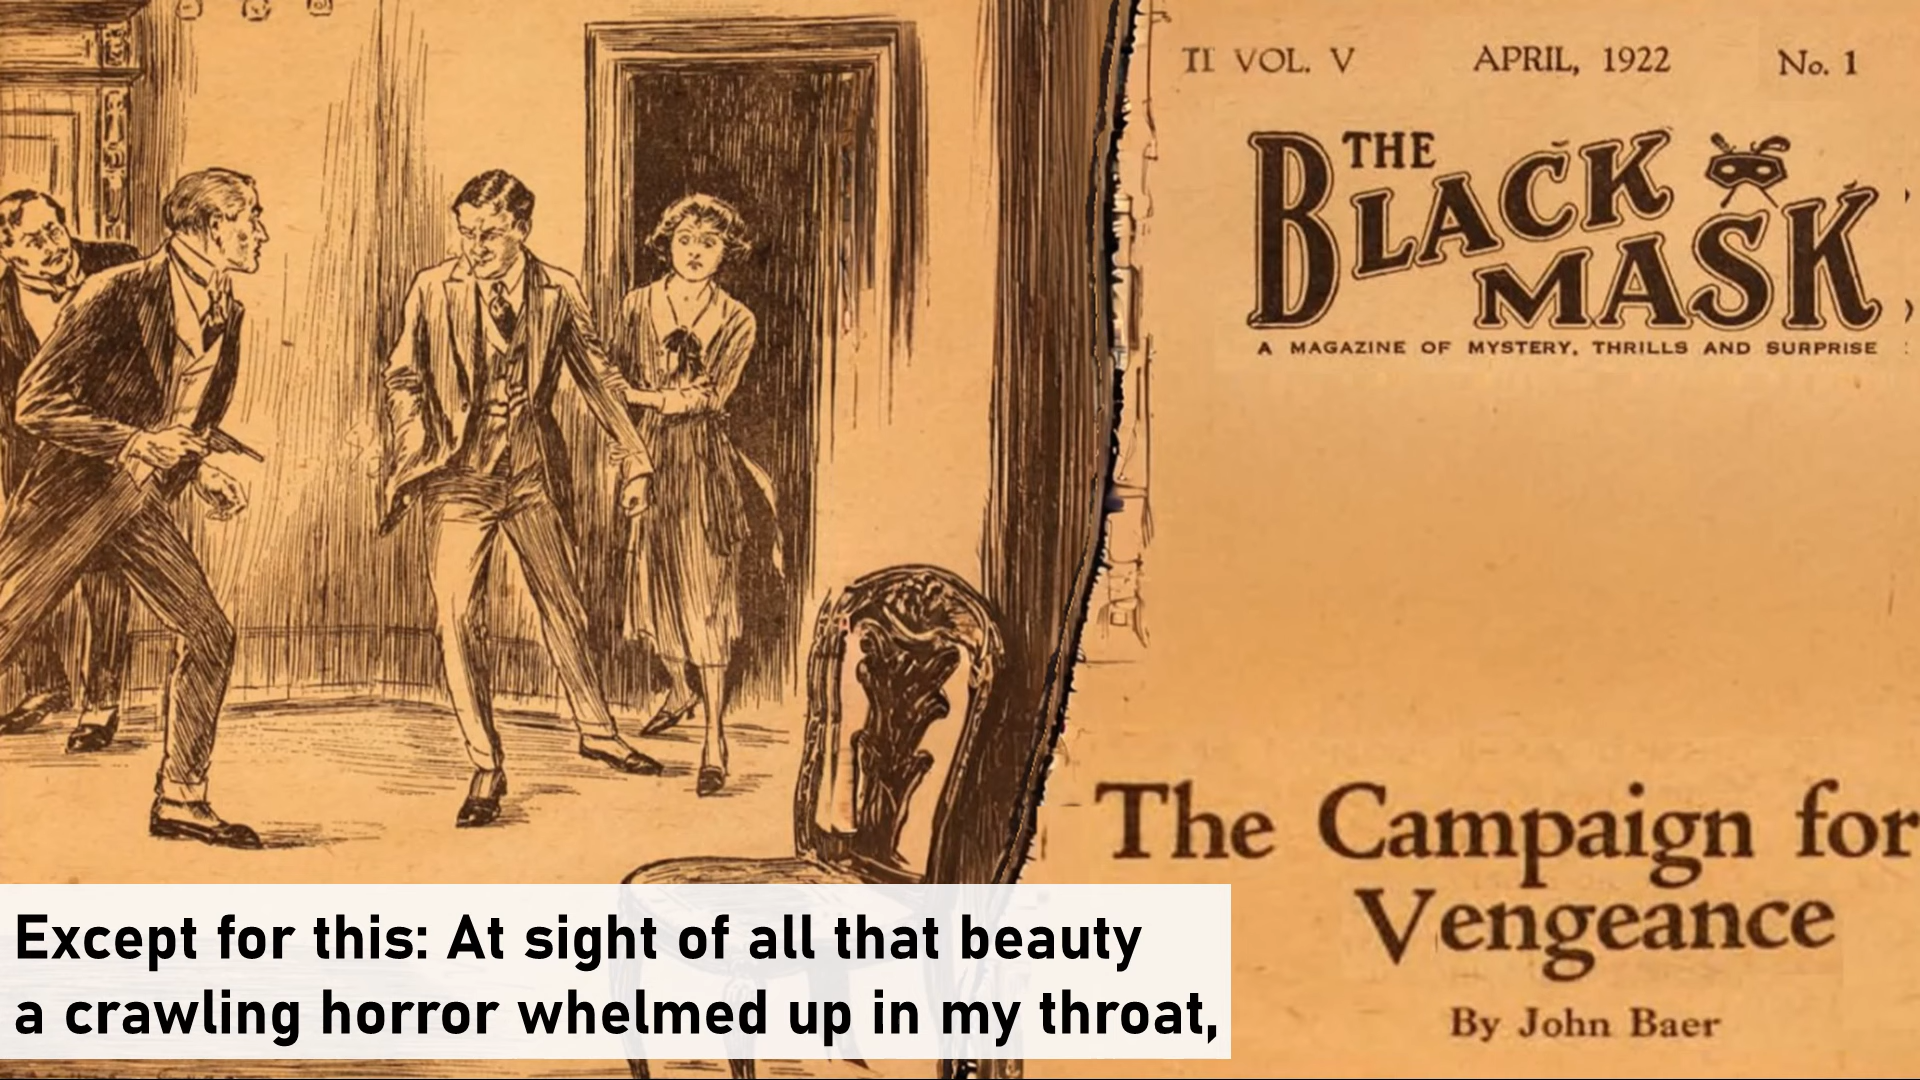 TI VOL. V APRIL, 1922 No. 1
THE
BLACK
MASK
A MAGAZINE OF MYSTERY, THRILLS AND SURPRISE
The Campaign for
Vengeance
By John Baer
Except for this: At sight of all that beauty
a crawling horror whelmed up in my throat,